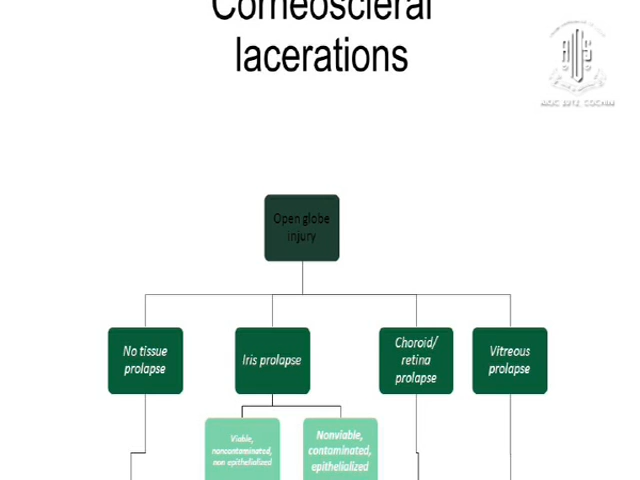 Corneoscleral
lacerations
AIOS
AIOC 2012, COCHIN
Open globe
injury
No tissue
prolapse
Iris prolapse
Choroid/
retina
prolapse
Vitreous
prolapse
Viable,
noncontaminated,
non epithelialized
Nonviable,
contaminated,
epithelialized